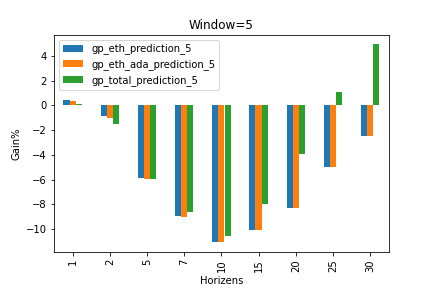 Window=5
gp_eth_prediction_5
gp_eth_ada_prediction_5
gp_total_prediction_5
4
2
0
−2
−4
−6
−8
−10
Gain%
1 2 5 7 10 15 20 25 30
Horizens